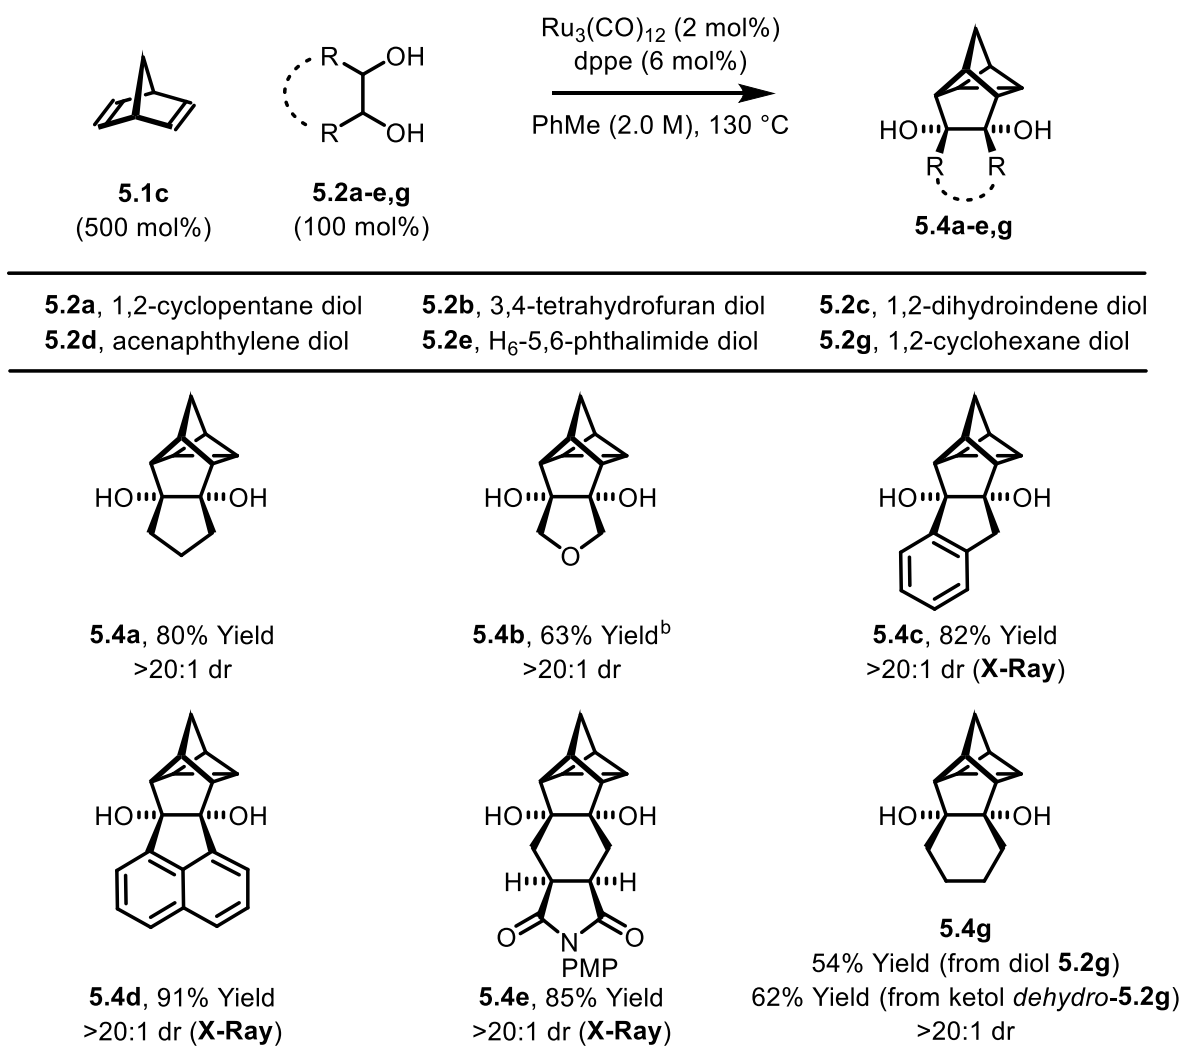 Ru3(CO)12 (2 mol%)
dppe (6 mol%)
PhMe (2.0 M), 130 °C
R OH
R OH
HO OH
R R
5.1c
(500 mol%)
5.2a-e,g
(100 mol%)
5.4a-e,g
5.2a, 1,2-cyclopentane diol
5.2b, 3,4-tetrahydrofuran diol
5.2c, 1,2-dihydroindene diol
5.2d, acenaphthylene diol
5.2e, H6-5,6-phthalimide diol
5.2g, 1,2-cyclohexane diol
HO OH
5.4a, 80% Yield
>20:1 dr
HO OH
O
5.4b, 63% Yieldb
>20:1 dr
HO OH
5.4c, 82% Yield
>20:1 dr (X-Ray)
HO OH
5.4d, 91% Yield
>20:1 dr (X-Ray)
HO OH
H H
O N O
PMP
5.4e, 85% Yield
>20:1 dr (X-Ray)
HO OH
5.4g
54% Yield (from diol 5.2g)
62% Yield (from ketol dehydro-5.2g)
>20:1 dr